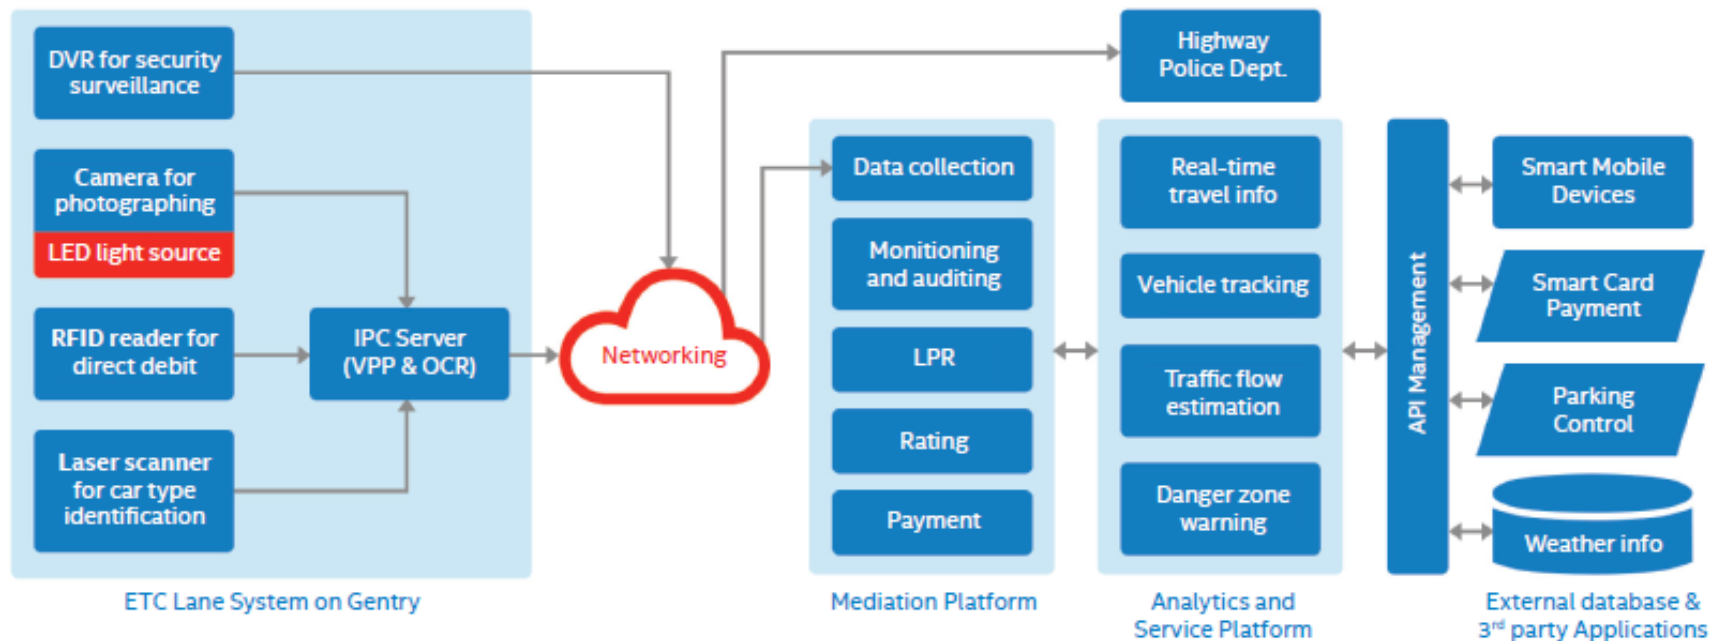 DVR for security
surveillance
Camera for
photographing
LED light source
RFID reader for
direct debit
Laser scanner
for car type
identification
IPC Server
(VPP & OCR)
ETC Lane System on Gentry
Networking
Highway
Police Dept.
Data collection
Monitioning
and auditing
LPR
Rating
Payment
Mediation Platform
Real-time
travel info
Vehicle tracking
Traffic flow
estimation
Danger zone
warning
Analytics and
Service Platform
API Management
Smart Mobile
Devices
Smart Card
Payment
Parking
Control
Weather info
External database &
3rd party Applications